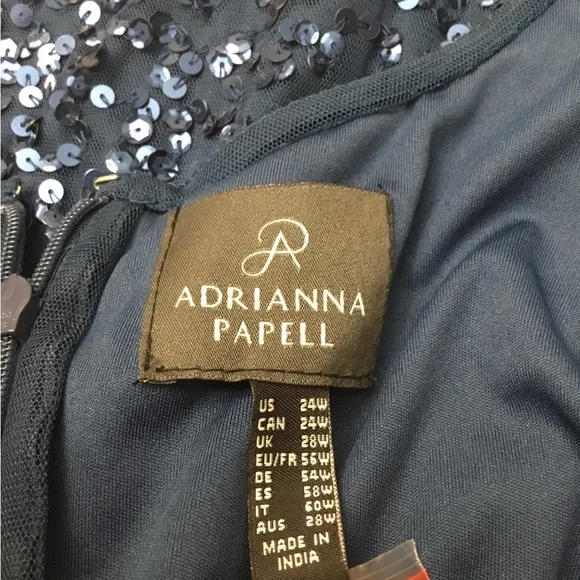 ADRIANNA
PAPELL
US 24W
CAN 24W
UK 28W
EU/FR 56W
DE 54W
ES 58W
IT 60W
AUS 28W
MADE IN
INDIA